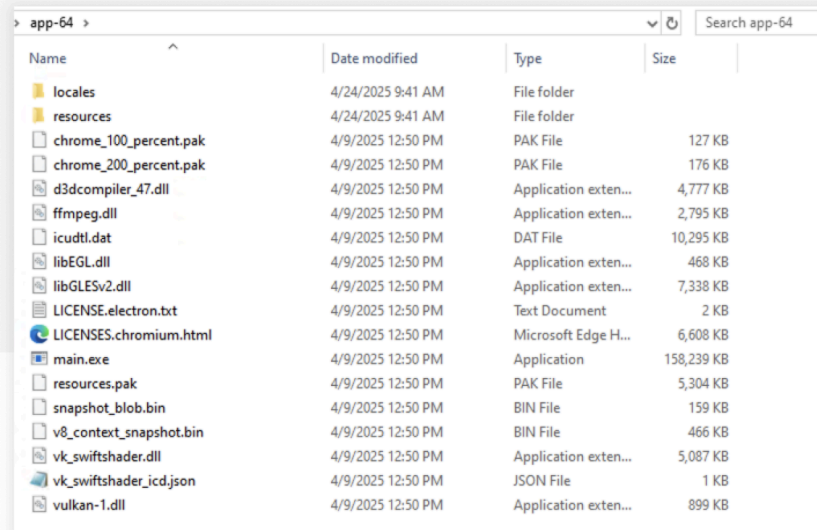 app-64 Search app-64
Name Date modified Type Size
locales 4/24/2025 9:41 AM File folder
resources 4/24/2025 9:41 AM File folder
chrome_100_percent.pak 4/9/2025 12:50 PM PAK File 127 KB
chrome_200_percent.pak 4/9/2025 12:50 PM PAK File 176 KB
d3dcompiler_47.dll 4/9/2025 12:50 PM Application exten... 4,777 KB
ffmpeg.dll 4/9/2025 12:50 PM Application exten... 2,795 KB
icudtl.dat 4/9/2025 12:50 PM DAT File 10,295 KB
libEGL.dll 4/9/2025 12:50 PM Application exten... 468 KB
libGLESv2.dll 4/9/2025 12:50 PM Application exten... 7,338 KB
LICENSE.electron.txt 4/9/2025 12:50 PM Text Document 2 KB
LICENSES.chromium.html 4/9/2025 12:50 PM Microsoft Edge H... 6,608 KB
main.exe 4/9/2025 12:50 PM Application 158,239 KB
resources.pak 4/9/2025 12:50 PM PAK File 5,304 KB
snapshot_blob.bin 4/9/2025 12:50 PM BIN File 159 KB
v8_context_snapshot.bin 4/9/2025 12:50 PM BIN File 466 KB
vk_swiftshader.dll 4/9/2025 12:50 PM Application exten... 5,087 KB
vk_swiftshader_icd.json 4/9/2025 12:50 PM JSON File 1 KB
vulkan-1.dll 4/9/2025 12:50 PM Application exten... 899 KB